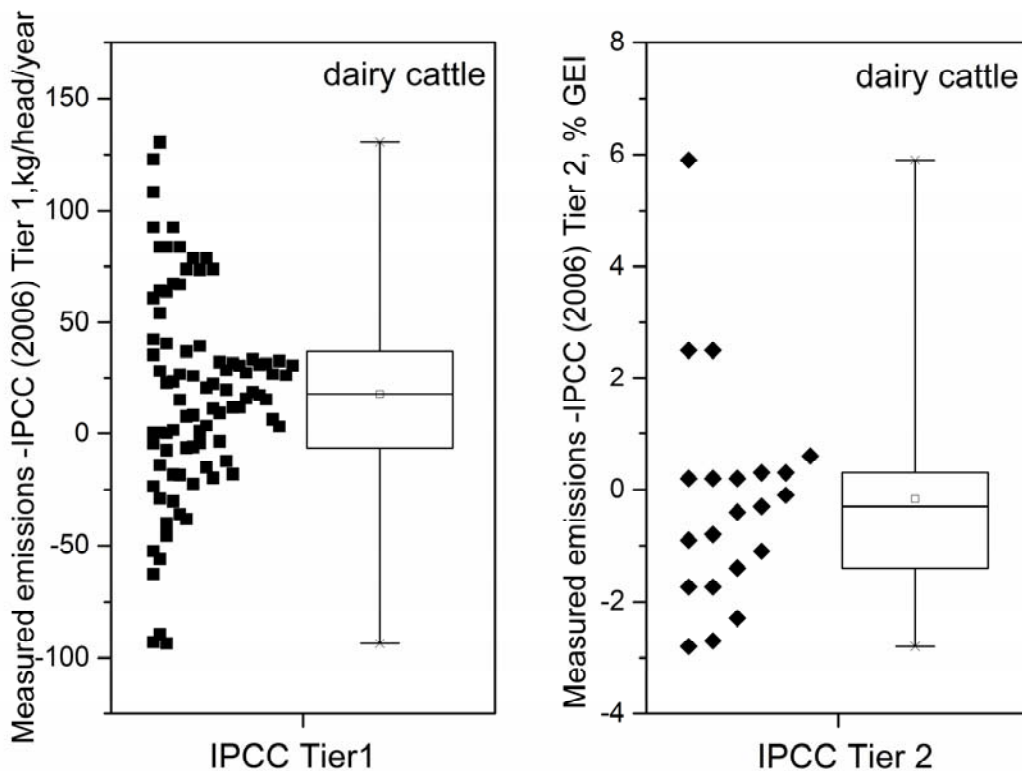 Measured emissions -IPCC (2006) Tier 1,kg/head/year
150
100
50
0
-50
-100
dairy cattle
IPCC Tier1
Measured emissions -IPCC (2006) Tier 2, % GEI
8
6
4
2
0
-2
-4
dairy cattle
IPCC Tier 2